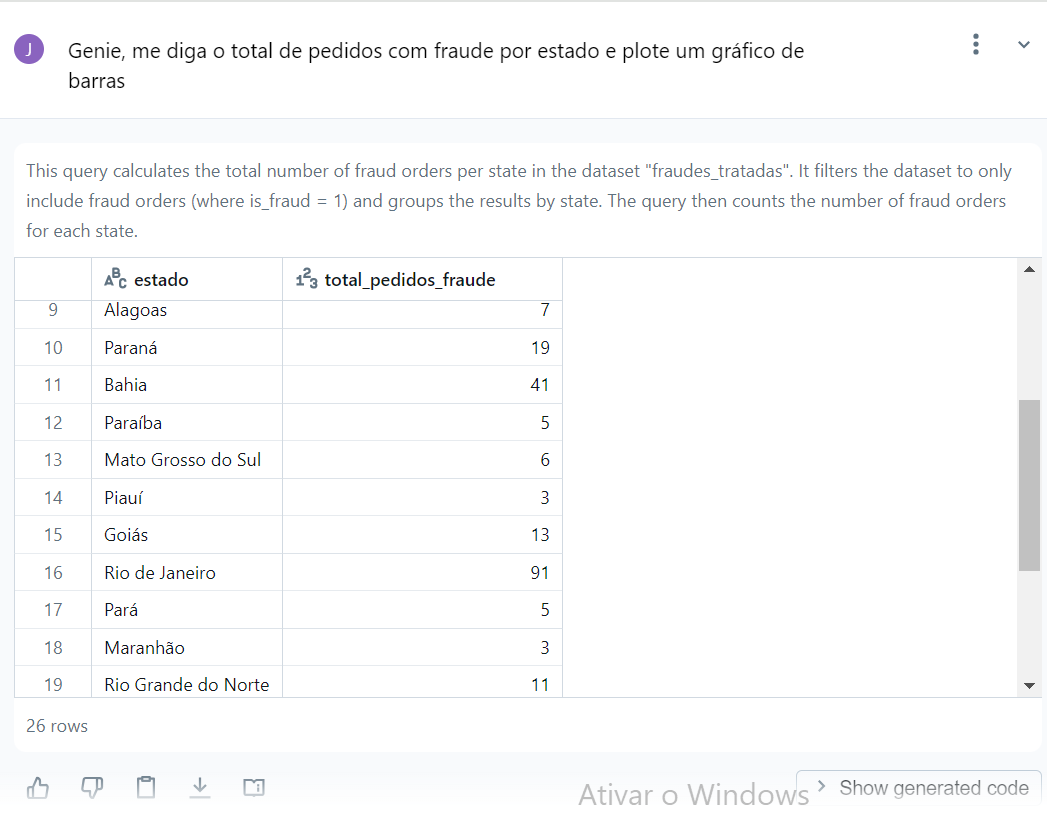 J
Genie, me diga o total de pedidos com fraude por estado e plote um gráfico de
barras
This query calculates the total number of fraud orders per state in the dataset "fraudes_tratadas". It filters the dataset to only
include fraud orders (where is_fraud = 1) and groups the results by state. The query then counts the number of fraud orders
for each state.
ABC estado 123 total_pedidos_fraude
9 Alagoas 7
10 Paraná 19
11 Bahia 41
12 Paraíba 5
13 Mato Grosso do Sul 6
14 Piauí 3
15 Goiás 13
16 Rio de Janeiro 91
17 Pará 5
18 Maranhão 3
19 Rio Grande do Norte 11
26 rows
Ativar o Windows
Show generated code